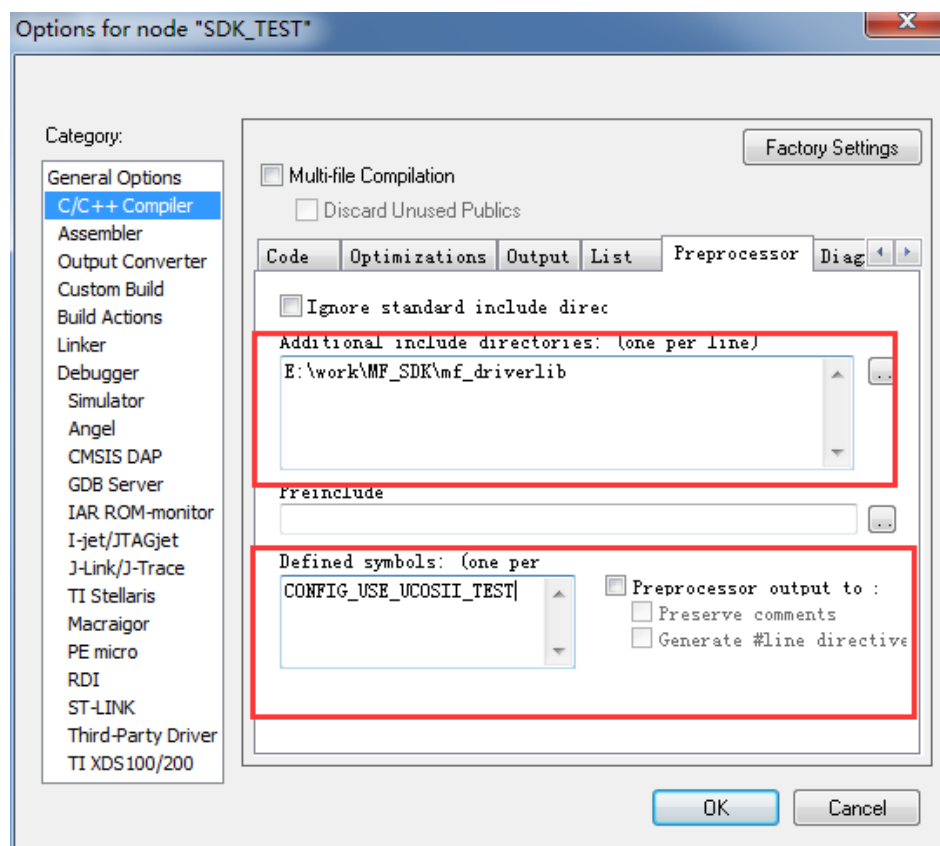 Options for node "SDK_TEST"
Category:
General Options
C/C++ Compiler
Assembler
Output Converter
Custom Build
Build Actions
Linker
Debugger
Simulator
Angel
CMSIS DAP
GDB Server
IAR ROM-monitor
I-jet/JTAGjet
J-Link/J-Trace
TI Stellaris
Macraigor
PE micro
RDI
ST-LINK
Third-Party Driver
TI XDS100/200
Factory Settings
Multi-file Compilation
Discard Unused Publics
Code Optimizations Output List Preprocessor Diag
Ignore standard include direc
Additional include directories: (one per line)
E:\work\MF_SDK\mf_driverlib
..
Preinclude
..
Defined symbols: (one per
CONFIG_USE_UCOSII_TEST
Preprocessor output to :
Preserve comments
Generate #line directive
OK Cancel